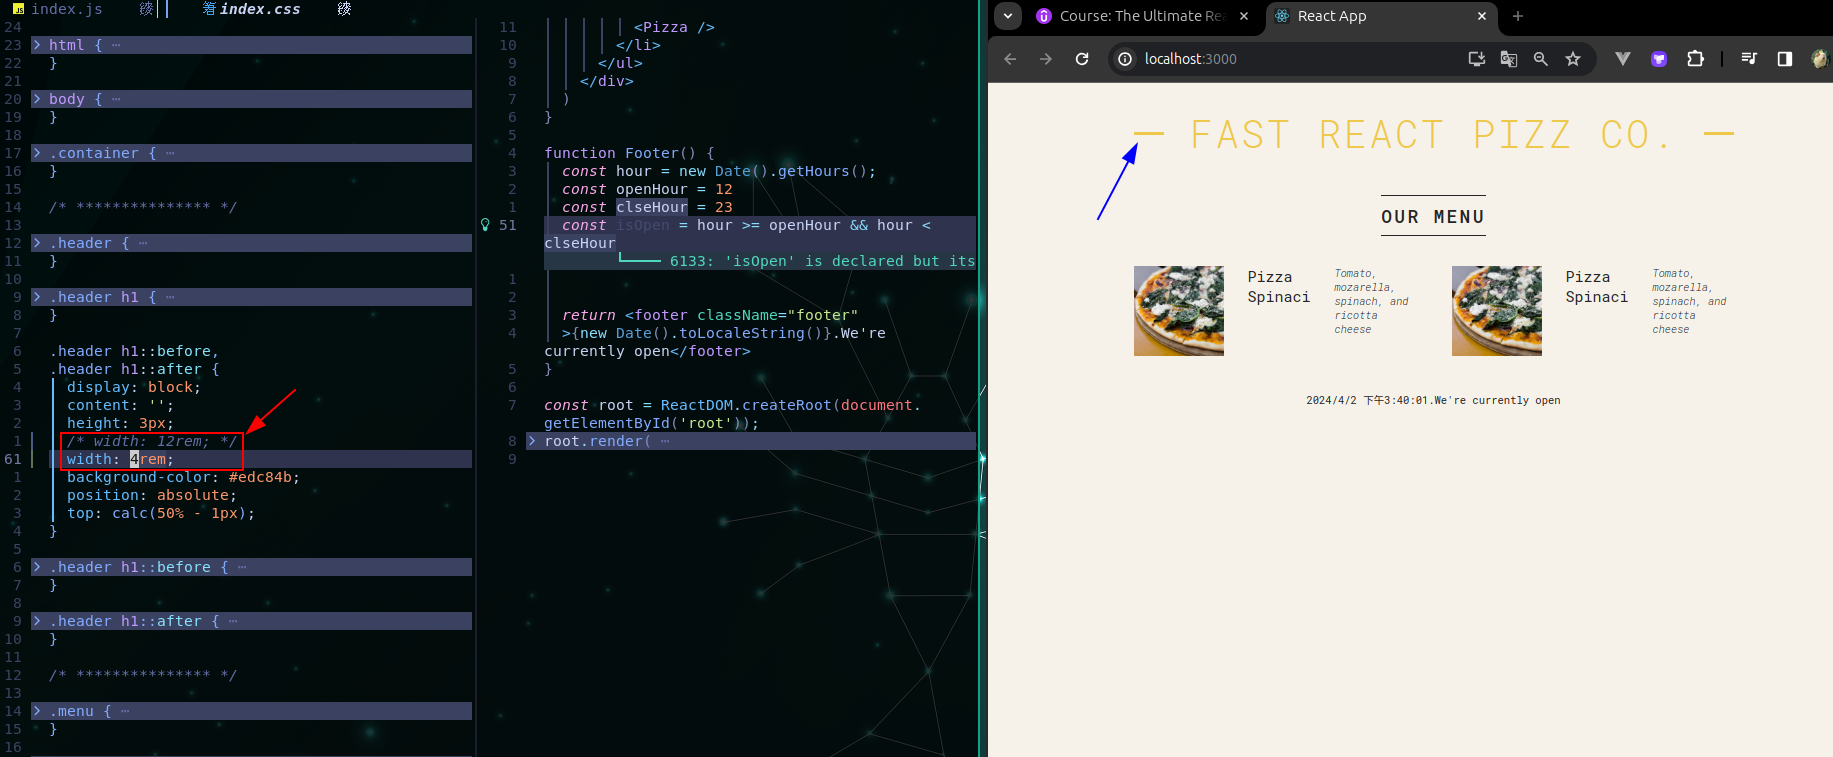 index.js
index.css
24
23 html { ⋯
22 }
21
20 body { ⋯
19 }
18
17 .container { ⋯
16 }
15
14 /* *************** */
13
12 .header { ⋯
11 }
10
9 .header h1 { ⋯
8 }
7
6 .header h1::before,
5 .header h1::after {
4 display: block;
3 content: '';
2 height: 3px;
1 /* width: 12rem; */
61 width: 4rem;
1 background-color: #edc84b;
2 position: absolute;
3 top: calc(50% - 1px);
4 }
5
6 .header h1::before { ⋯
7 }
8
9 .header h1::after { ⋯
10 }
11
12 /* *************** */
13
14 .menu { ⋯
15 }
16
11 <Pizza />
10 </li>
9 </ul>
8 </div>
7 )
6 }
5
4 function Footer() {
3 const hour = new Date().getHours();
2 const openHour = 12
1 const clseHour = 23
51 const isOpen = hour >= openHour && hour <
clseHour
6133: 'isOpen' is declared but its
1
2
3 return <footer className="footer"
4 >{new Date().toLocaleString()}.We're
currently open</footer>
5 }
6
7 const root = ReactDOM.createRoot(document.
getElementById('root'));
8 root.render( ⋯
9
Course: The Ultimate Rea
React App
localhost:3000
FAST REACT PIZZ CO.
OUR MENU
Pizza
Spinaci
Tomato,
mozarella,
spinach, and
ricotta
cheese
Pizza
Spinaci
Tomato,
mozarella,
spinach, and
ricotta
cheese
2024/4/2 下午3:40:01.We're currently open